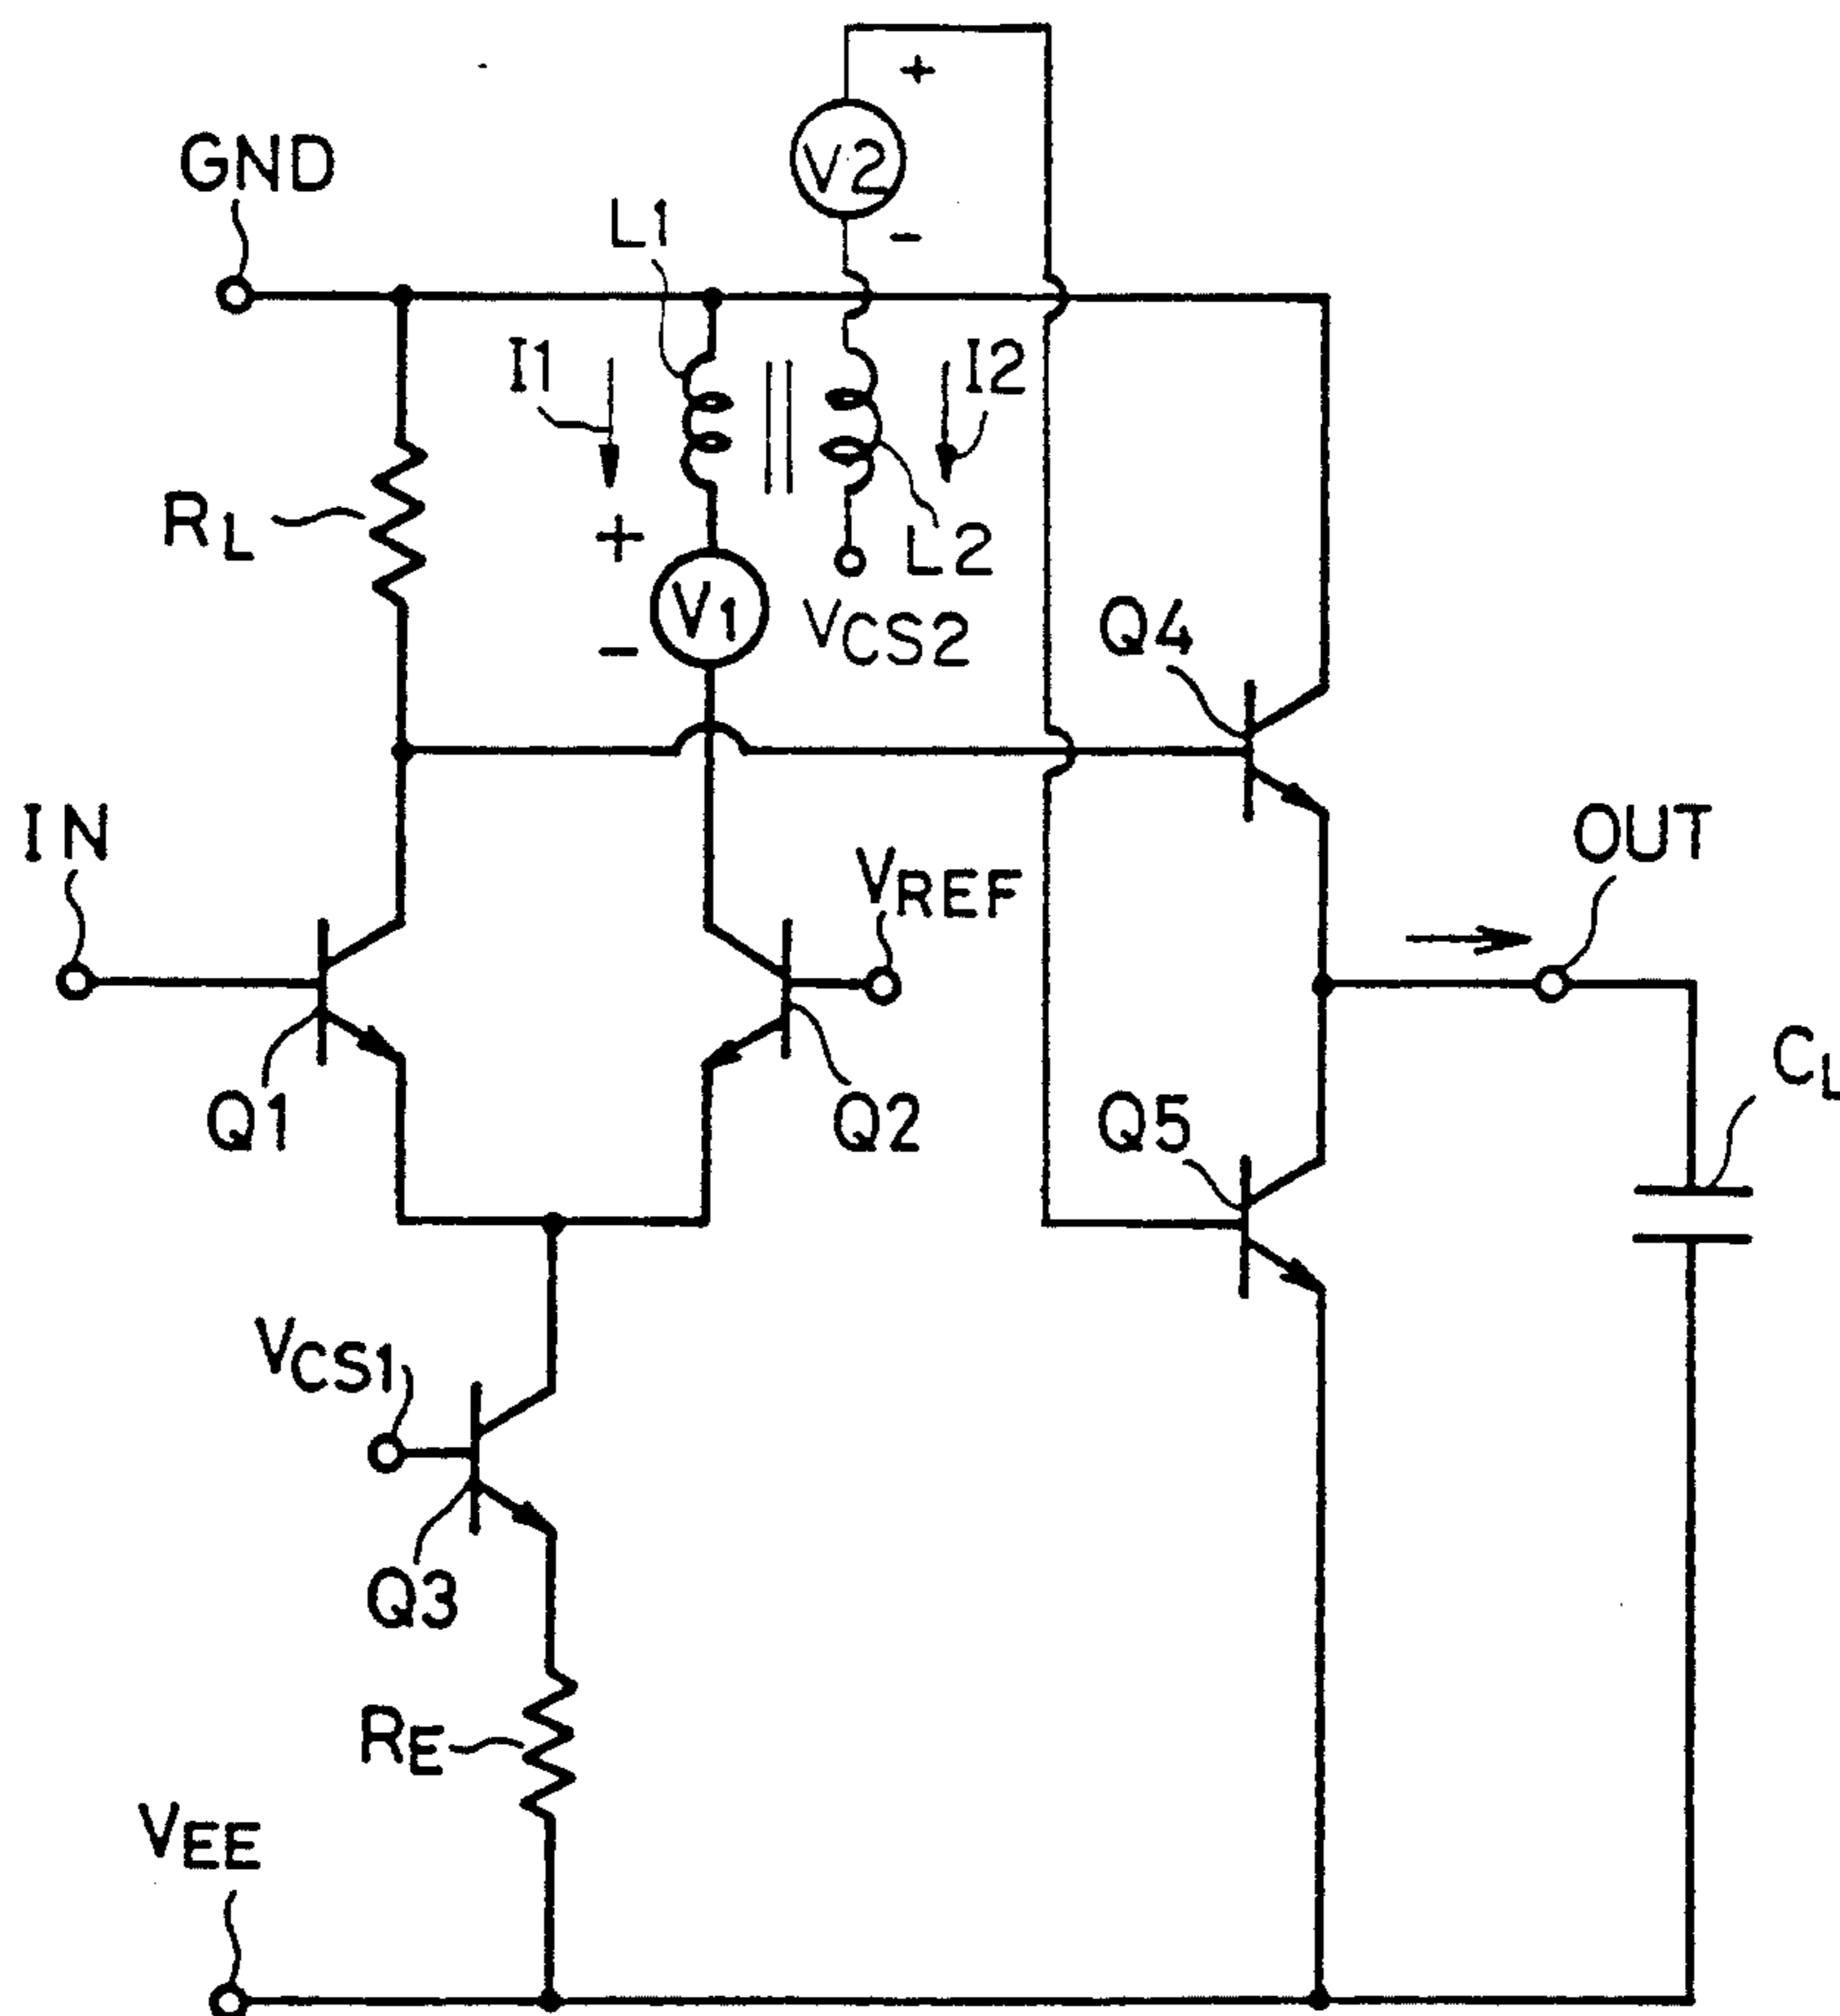 +
V2
-
GND
L1
I1
I2
RL
+
V1
-
L2
VCS2
Q4
IN
VREF
OUT
CL
Q1
Q2
Q5
VCS1
Q3
RE
VEE